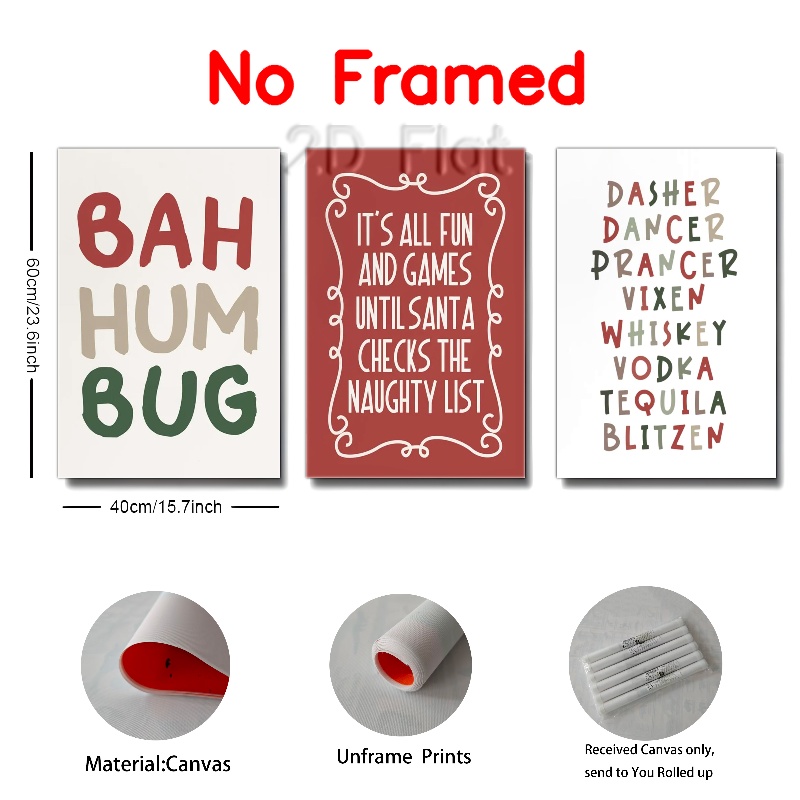 No Framed
2D Flat
60cm/23.6inch
BAH
HUM
BUG
40cm/15.7inch
IT'S ALL FUN
AND GAMES
UNTIL SANTA
CHECKS THE
NAUGHTY LIST
DASHER
DANCER
PRANCER
VIXEN
WHISKEY
VODKA
TEQUILA
BLITZEN
Material:Canvas
Unframe Prints
Received Canvas only,
send to You Rolled up